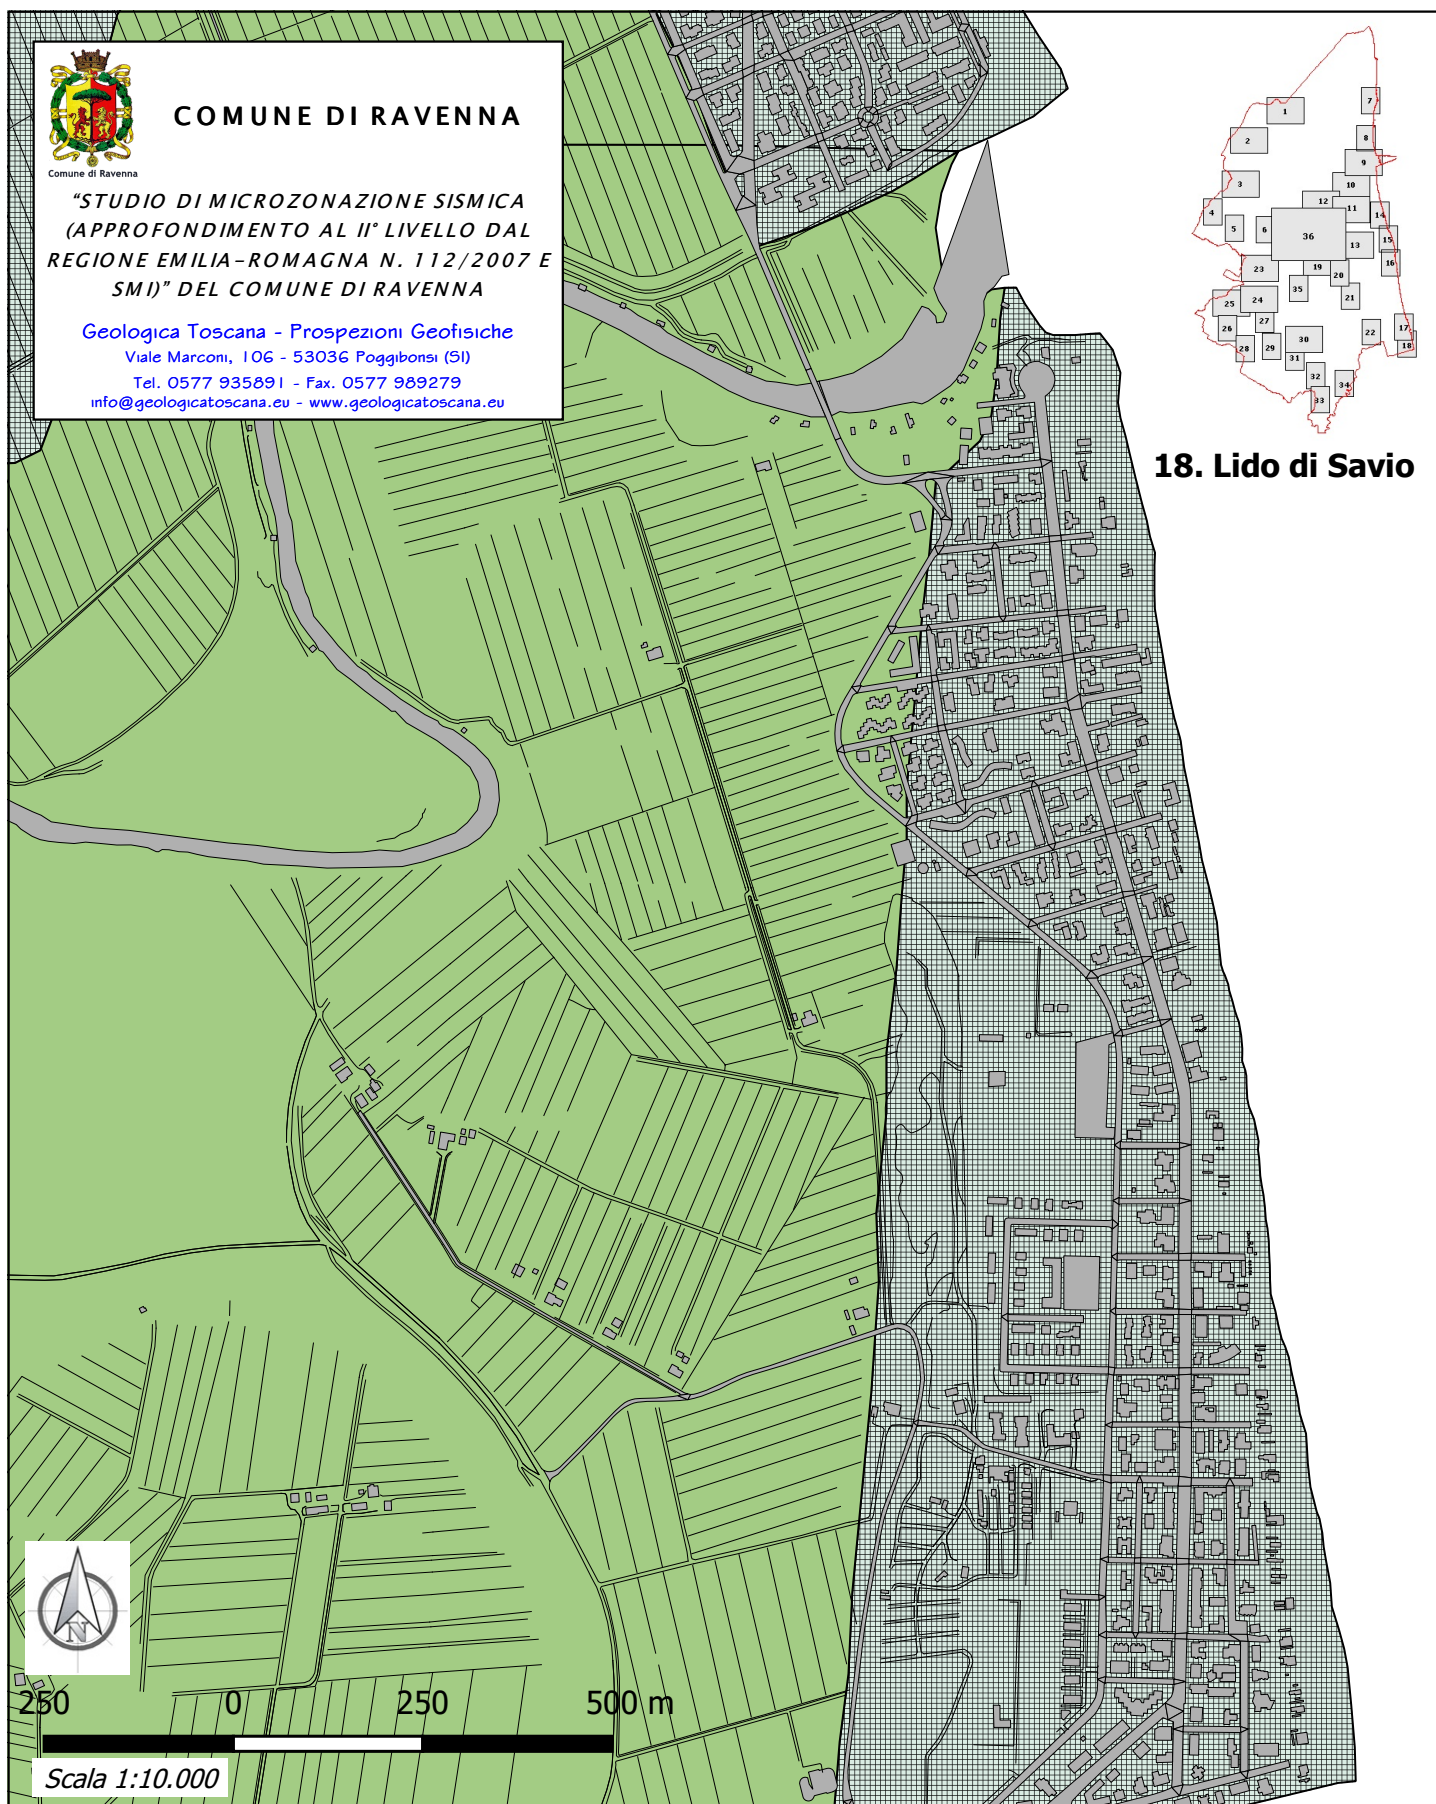 COMUNE DI RAVENNA
Comune di Ravenna
"STUDIO DI MICROZONAZIONE SISMICA
(APPROFONDIMENTO AL II° LIVELLO DAL
REGIONE EMILIA-ROMAGNA N. 112/2007 E
SMI)" DEL COMUNE DI RAVENNA
Geologica Toscana - Prospezioni Geofisiche
Viale Marconi, 106 - 53036 Poggibonsi (SI)
Tel. 0577 935891 - Fax. 0577 989279
info@geologicatoscana.eu - www.geologicatoscana.eu
1
7
2
8
9
3
10
12
11
4
14
5
6
36
13
15
16
23
19
20
35
21
25
24
26
27
22
17
28
29
30
18
31
32
34
33
18. Lido di Savio
N
250 0 250 500 m
Scala 1:10.000